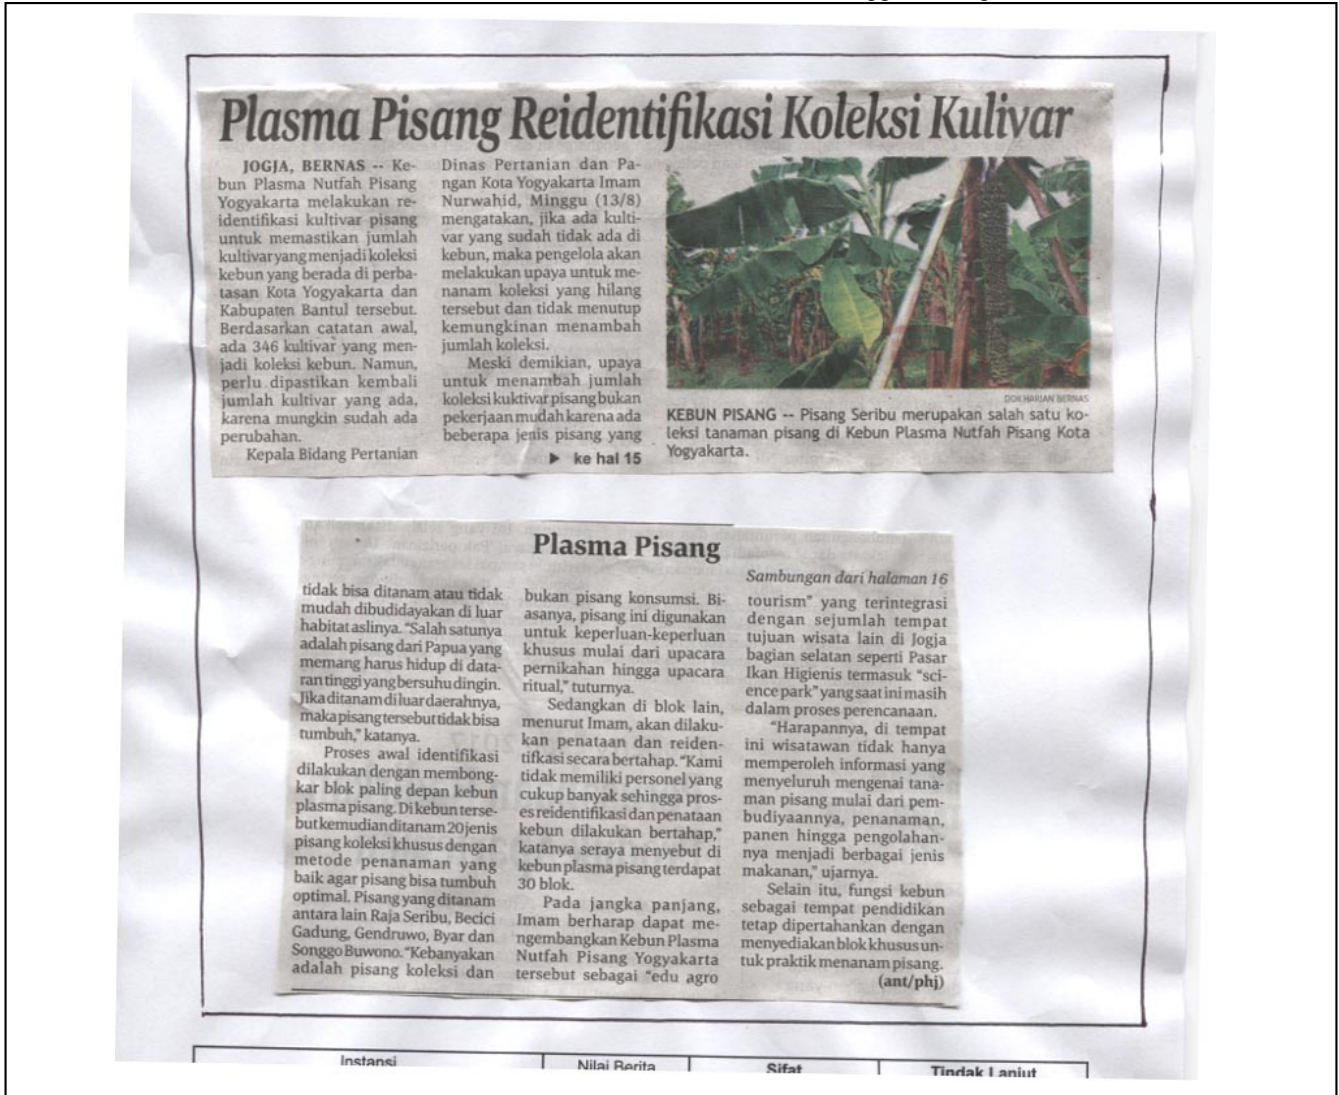 Plasma Pisang Reidentifikasi Koleksi Kulivar
JOGJA, BERNAS -- Ke-
bun Plasma Nutfah Pisang
Yogyakarta melakukan re-
identifikasi kultivar pisang
untuk memastikan jumlah
kultivar yang menjadi koleksi
kebun yang berada di perba-
tasan Kota Yogyakarta dan
Kabupaten Bantul tersebut.
Berdasarkan catatan awal,
ada 346 kultivar yang men-
jadi koleksi kebun. Namun,
perlu dipastikan kembali
jumlah kultivar yang ada,
karena mungkin sudah ada
perubahan.
Kepala Bidang Pertanian
Dinas Pertanian dan Pa-
ngan Kota Yogyakarta Imam
Nurwahid, Minggu (13/8)
mengatakan, jika ada kulti-
var yang sudah tidak ada di
kebun, maka pengelola akan
melakukan upaya untuk me-
nanam koleksi yang hilang
tersebut dan tidak menutup
kemungkinan menambah
jumlah koleksi.
Meski demikian, upaya
untuk menambah jumlah
koleksi kuktivar pisang bukan
pekerjaan mudah karena ada
beberapa jenis pisang yang
► ke hal 15
DOK HARIAN BERNAS
KEBUN PISANG -- Pisang Seribu merupakan salah satu ko-
leksi tanaman pisang di Kebun Plasma Nutfah Pisang Kota
Yogyakarta.
Plasma Pisang
Sambungan dari halaman 16
tidak bisa ditanam atau tidak
mudah dibudidayakan di luar
habitat aslinya. "Salah satunya
adalah pisang dari Papua yang
memang harus hidup di data-
ran tinggi yang bersuhu dingin.
Jika ditanam di luar daerahnya,
maka pisang tersebut tidak bisa
tumbuh," katanya.
Proses awal identifikasi
dilakukan dengan membong-
kar blok paling depan kebun
plasma pisang. Di kebun terse-
but kemudian ditanam 20 jenis
pisang koleksi khusus dengan
metode penanaman yang
baik agar pisang bisa tumbuh
optimal. Pisang yang ditanam
antara lain Raja Seribu, Becici
Gadung, Gendruwo, Byar dan
Songgo Buwono. "Kebanyakan
adalah pisang koleksi dan
bukan pisang konsumsi. Bi-
asanya, pisang ini digunakan
untuk keperluan-keperluan
khusus mulai dari upacara
pernikahan hingga upacara
ritual," tuturnya.
Sedangkan di blok lain,
menurut Imam, akan dilaku-
kan penataan dan reiden-
tifkasi secara bertahap. "Kami
tidak memiliki personel yang
cukup banyak sehingga pros-
es reidentifikasi dan penataan
kebun dilakukan bertahap,"
katanya seraya menyebut di
kebun plasma pisang terdapat
30 blok.
Pada jangka panjang,
Imam berharap dapat me-
ngembangkan Kebun Plasma
Nutfah Pisang Yogyakarta
tersebut sebagai "edu agro
tourism" yang terintegrasi
dengan sejumlah tempat
tujuan wisata lain di Jogja
bagian selatan seperti Pasar
Ikan Higienis termasuk "sci-
ence park" yang saat ini masih
dalam proses perencanaan.
"Harapannya, di tempat
ini wisatawan tidak hanya
memperoleh informasi yang
menyeluruh mengenai tana-
man pisang mulai dari pem-
budiyaannya, penanaman,
panen hingga pengolahan-
nya menjadi berbagai jenis
makanan," ujarnya.
Selain itu, fungsi kebun
sebagai tempat pendidikan
tetap dipertahankan dengan
menyediakan blok khusus un-
tuk praktik menanam pisang.
(ant/phj)
Instansi
Nilai Berita
Sifat
Tindak Lanjut